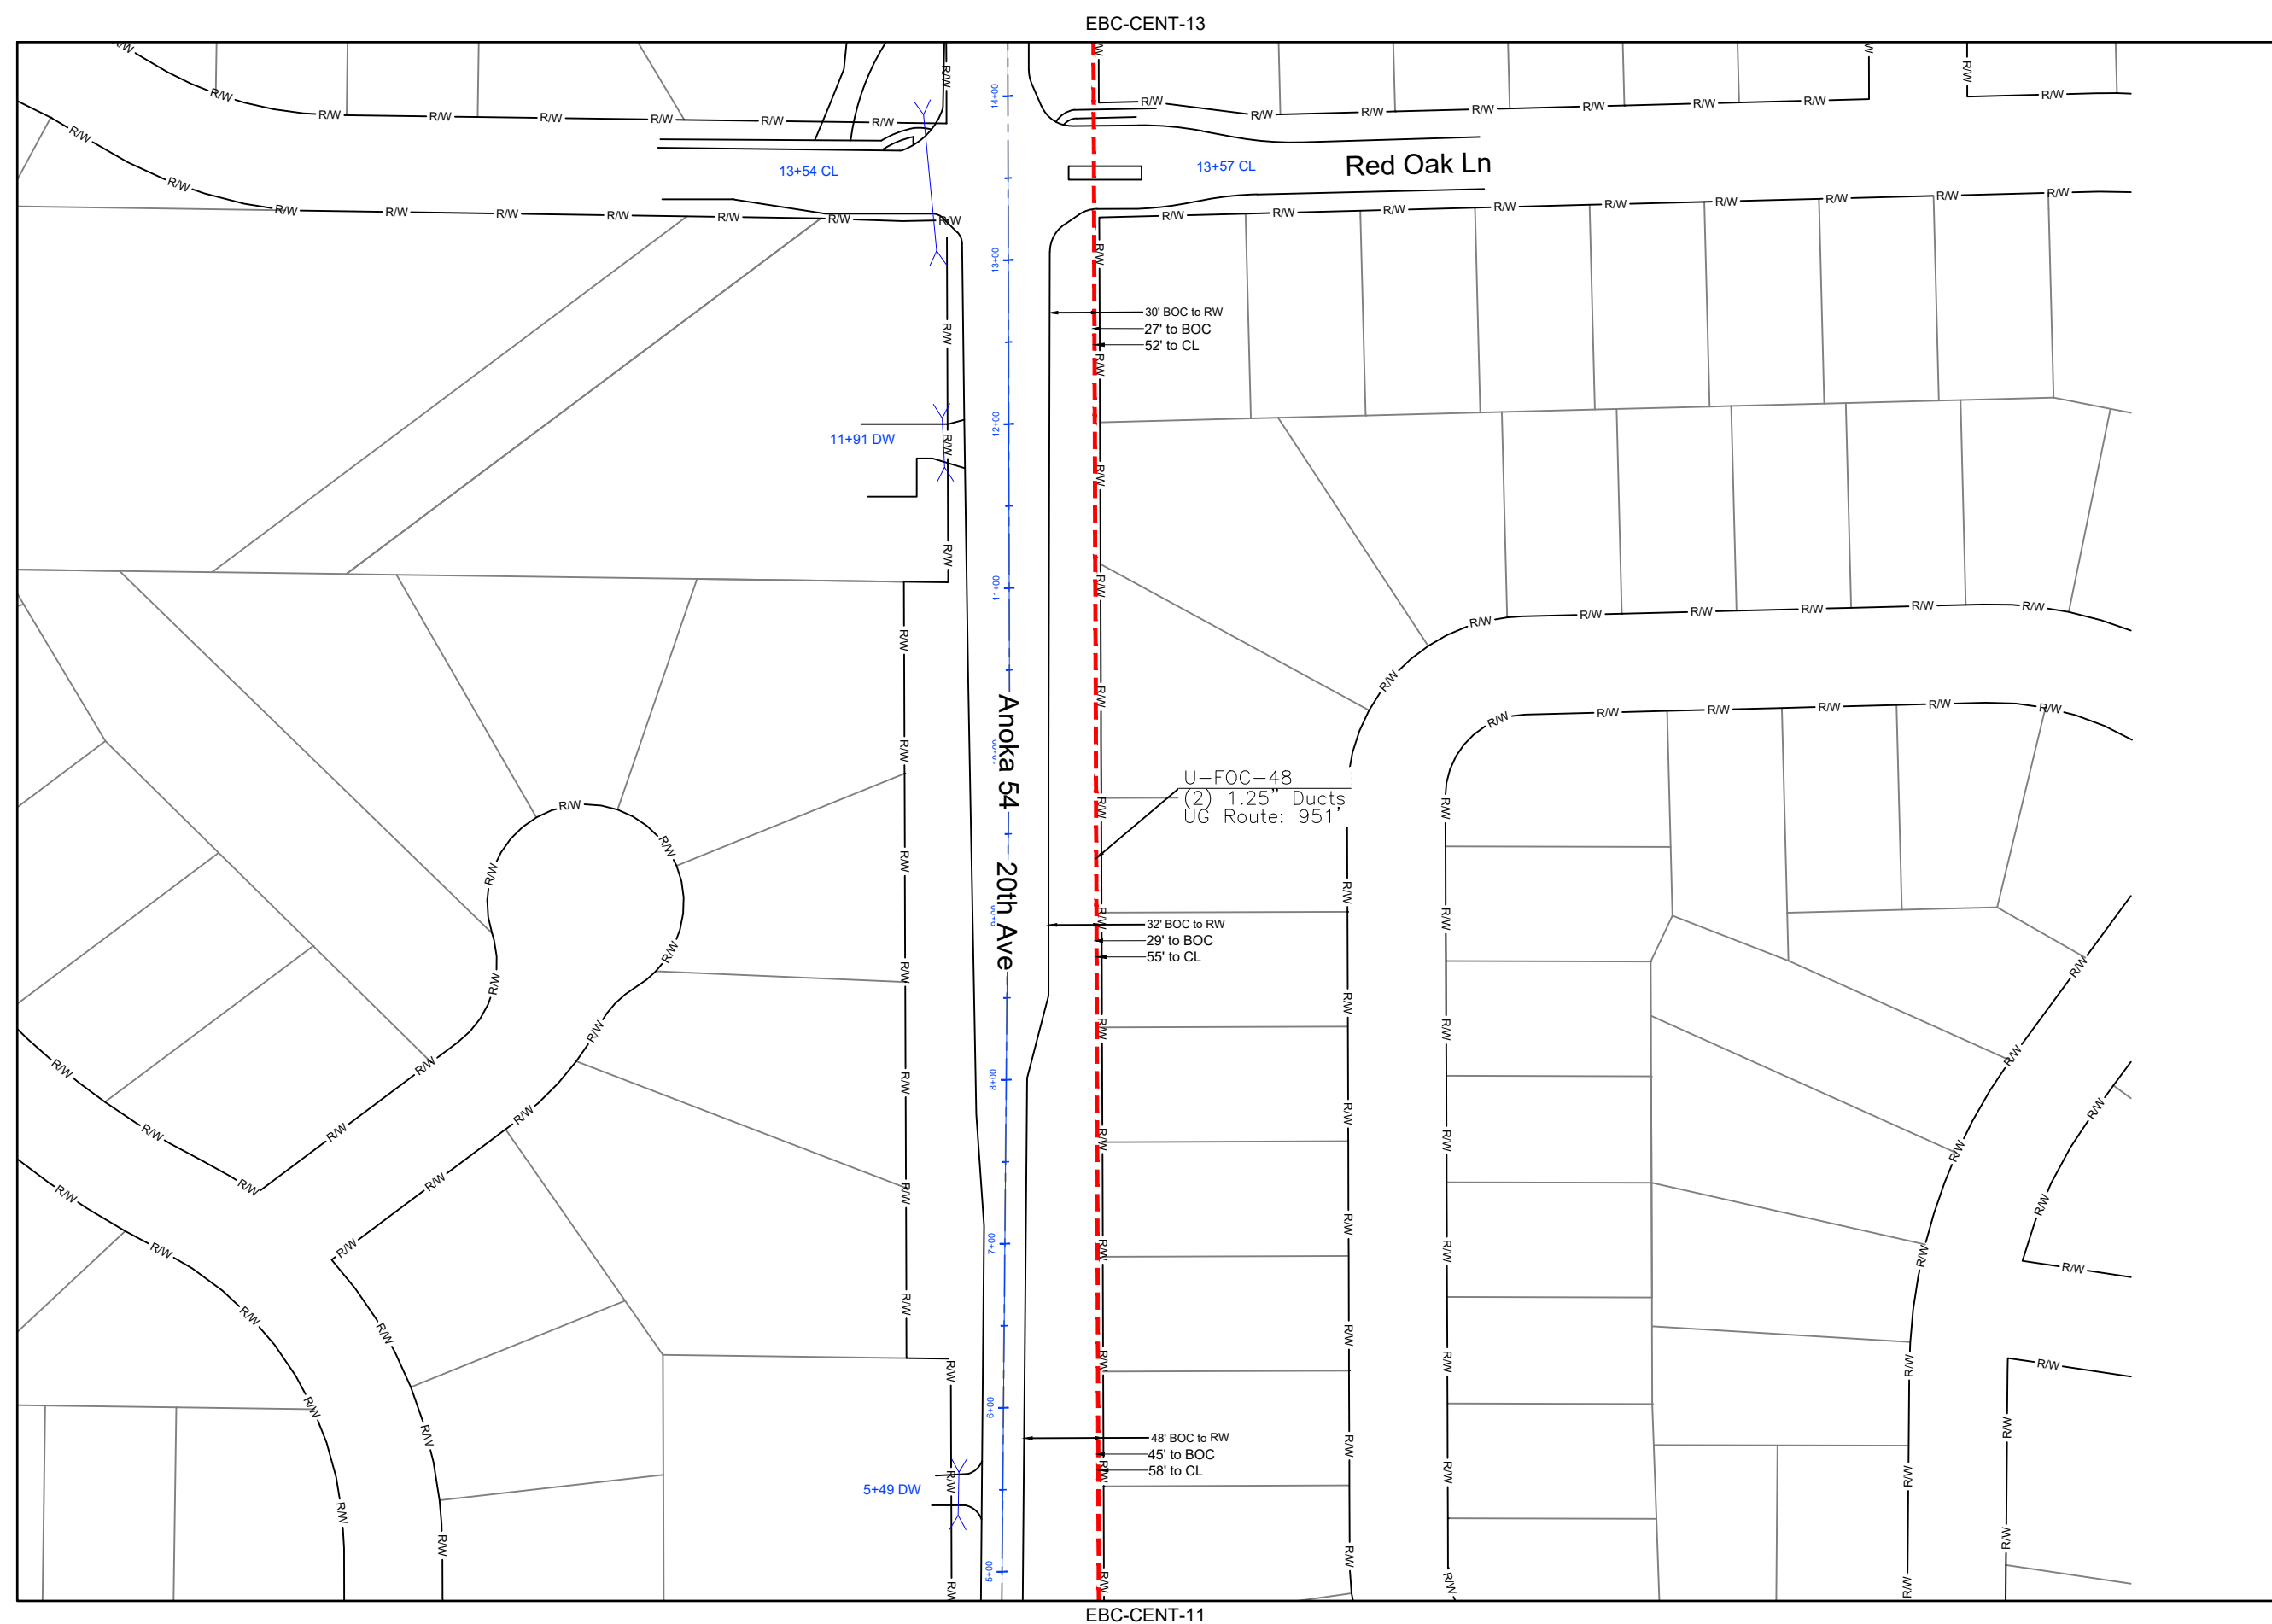 EBC-CENT-13
14+00
13+54 CL
13+57 CL
Red Oak Ln
13+00
30' BOC to RW
27' to BOC
52' to CL
12+00
11+91 DW
11+00
Anoka 54
U-FOC-48
(2) 1.25" Ducts
UG Route: 951'
20th Ave
32' BOC to RW
29' to BOC
55' to CL
8+00
7+00
6+00
48' BOC to RW
45' to BOC
58' to CL
5+49 DW
5+00
R/W
EBC-CENT-11